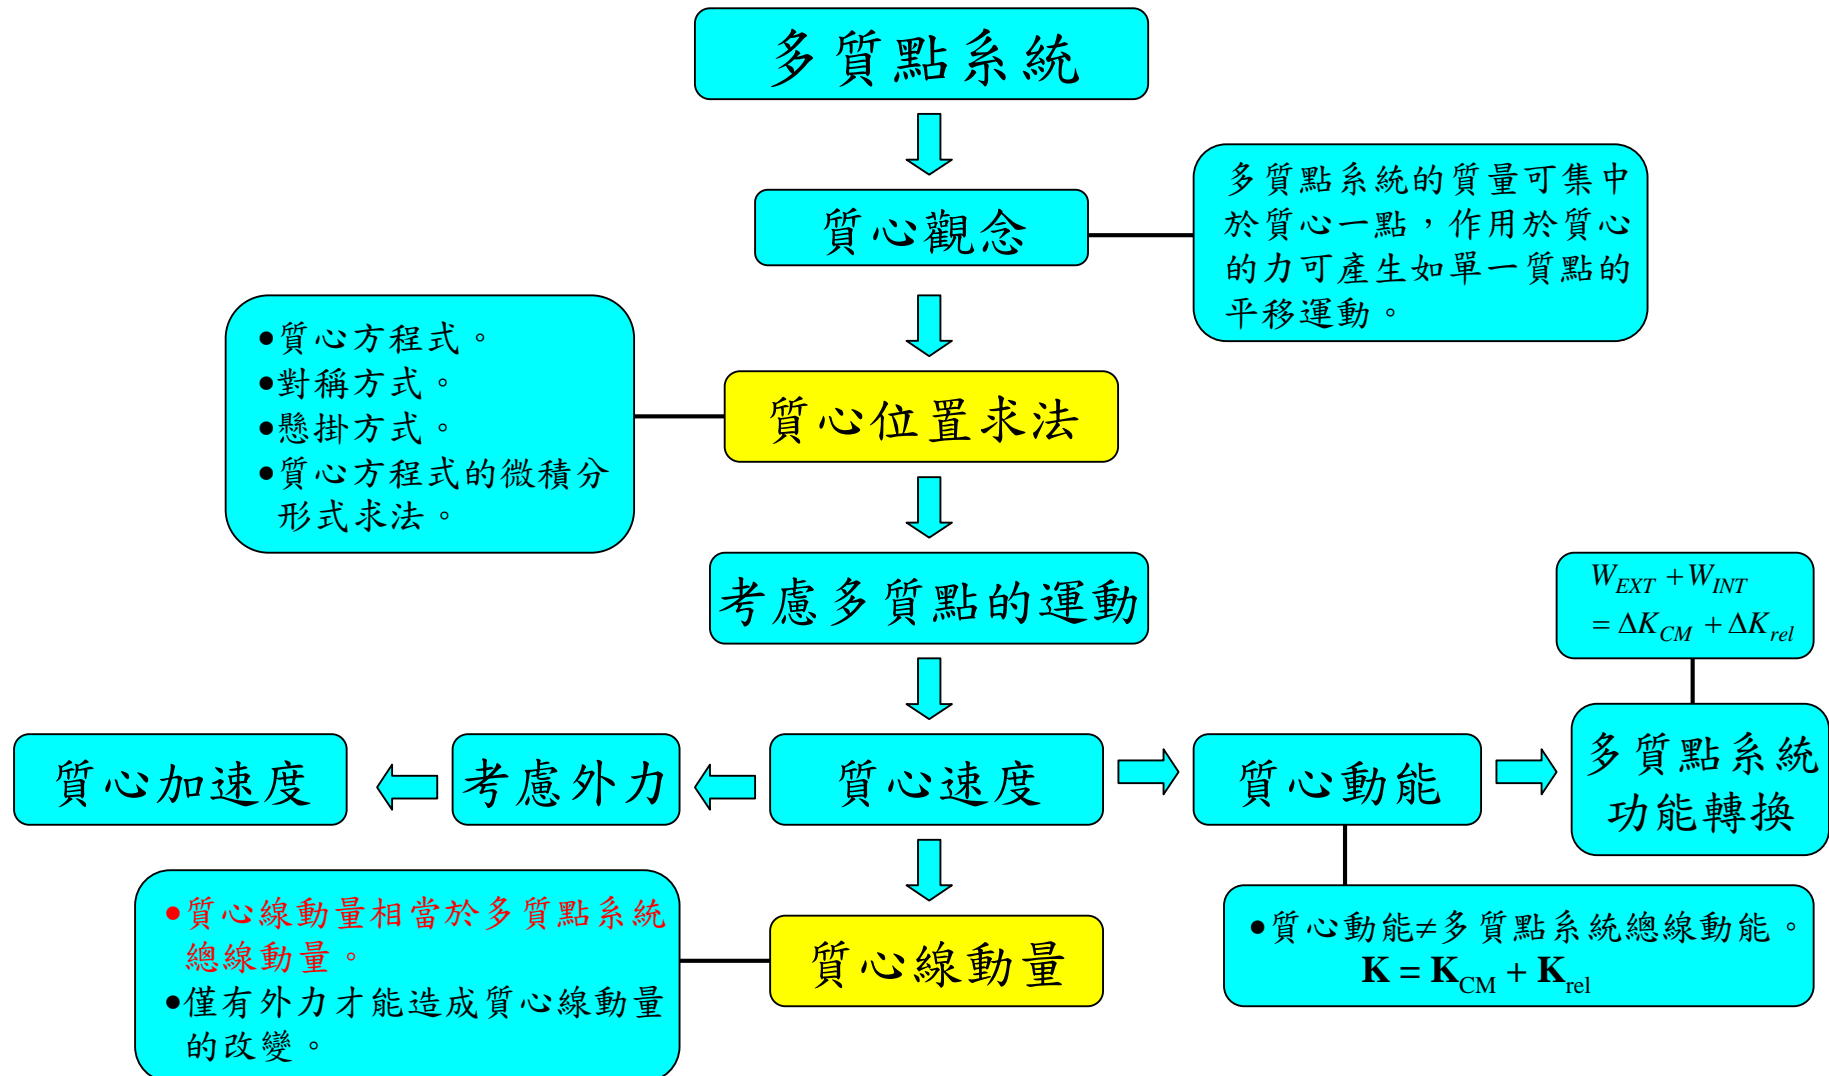 多質點系統
質心觀念
多質點系統的質量可集中
於質心一點，作用於質心
的力可產生如單一質點的
平移運動。
●質心方程式。
●對稱方式。
●懸掛方式。
●質心方程式的微積分
形式求法。
質心位置求法
考慮多質點的運動
W_EXT + W_INT
= ΔK_CM + ΔK_rel
質心加速度
考慮外力
質心速度
質心動能
多質點系統
功能轉換
●質心線動量相當於多質點系統
總線動量。
●僅有外力才能造成質心線動量
的改變。
質心線動量
●質心動能≠多質點系統總線動能。
K = K_CM + K_rel